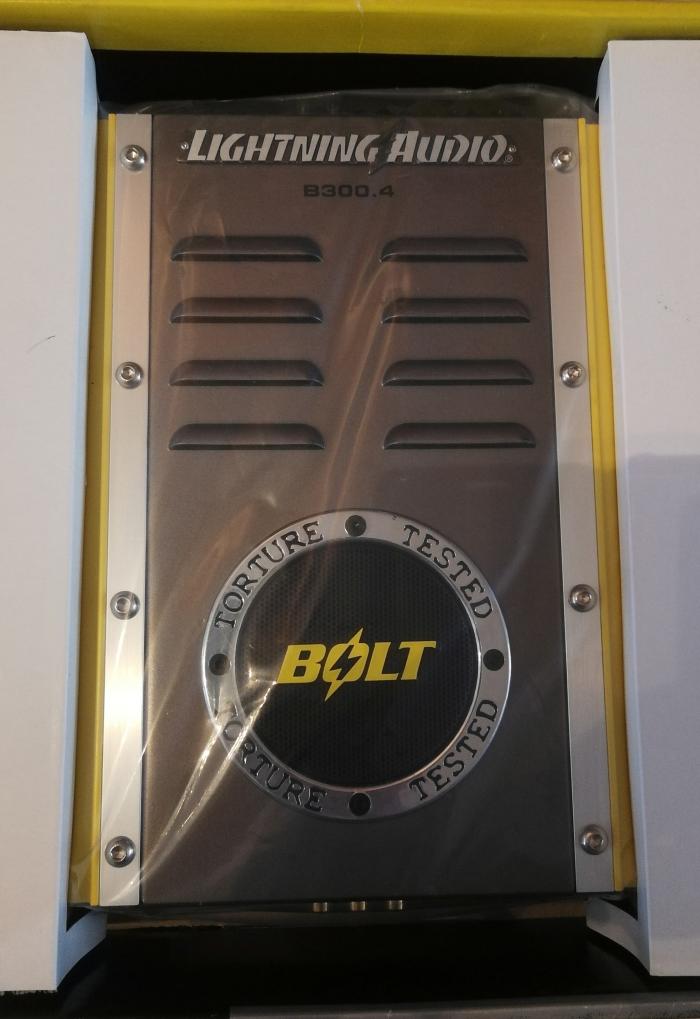 LIGHTNING AUDIO®
B300.4
TORTURE TESTED
BOLT
TORTURE TESTED